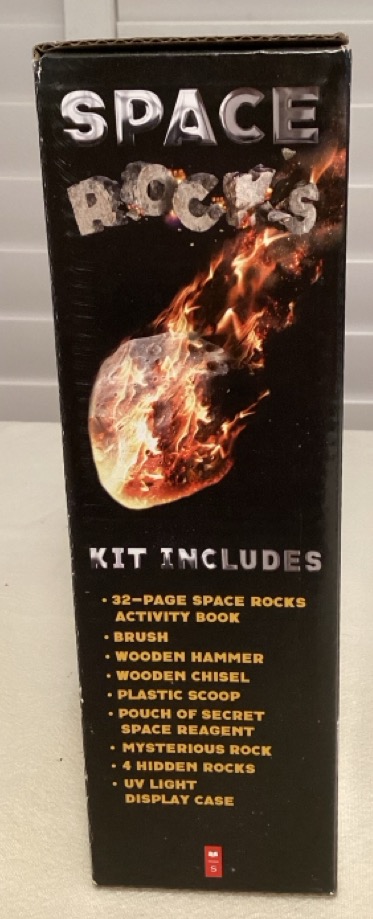 SPACE
ROCKS
KIT INCLUDES
• 32-PAGE SPACE ROCKS
ACTIVITY BOOK
• BRUSH
• WOODEN HAMMER
• WOODEN CHISEL
• PLASTIC SCOOP
• POUCH OF SECRET
SPACE REAGENT
• MYSTERIOUS ROCK
• 4 HIDDEN ROCKS
• UV LIGHT
DISPLAY CASE
S